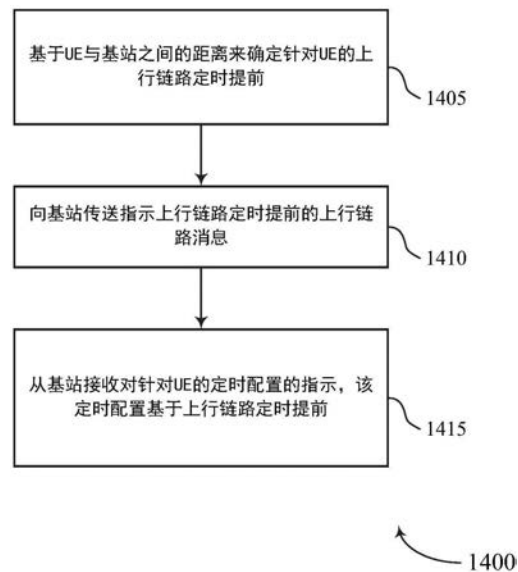 基于UE与基站之间的距离来确定针对UE的上
行链路定时提前
1405
向基站传送指示上行链路定时提前的上行链
路消息
1410
从基站接收对针对UE的定时配置的指示，该
定时配置基于上行链路定时提前
1415
1400